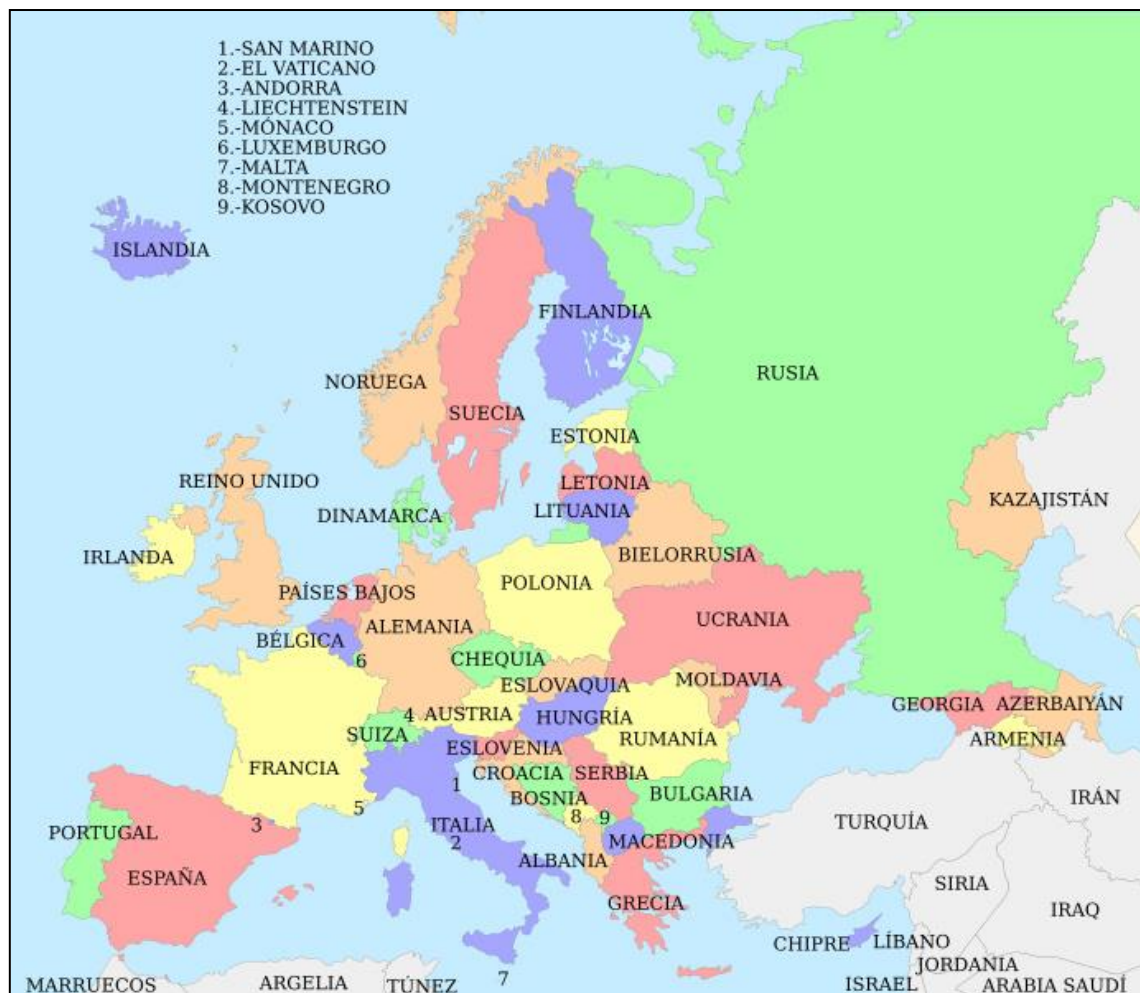 1.-SAN MARINO
2.-EL VATICANO
3.-ANDORRA
4.-LIECHTENSTEIN
5.-MÓNACO
6.-LUXEMBURGO
7.-MALTA
8.-MONTENEGRO
9.-KOSOVO
ISLANDIA
FINLANDIA
RUSIA
NORUEGA
SUECIA
ESTONIA
REINO UNIDO
LETONIA
KAZAJISTÁN
DINAMARCA
LITUANIA
IRLANDA
BIELORRUSIA
POLONIA
PAÍSES BAJOS
UCRANIA
ALEMANIA
BÉLGICA
6
CHEQUIA
MOLDAVIA
ESLOVAQUIA
GEORGIA
AZERBAIYÁN
4
AUSTRIA
HUNGRÍA
SUIZA
RUMANÍA
ARMENIA
ESLOVENIA
FRANCIA
CROACIA
SERBIA
IRÁN
1
BOSNIA
BULGARIA
5
8
9
3
ITALIA
TURQUÍA
PORTUGAL
2
MACEDONIA
ALBANIA
ESPAÑA
SIRIA
GRECIA
IRAQ
CHIPRE
LÍBANO
JORDANIA
7
MARRUECOS
ARGELIA
TÚNEZ
ISRAEL
ARABIA SAUDÍ